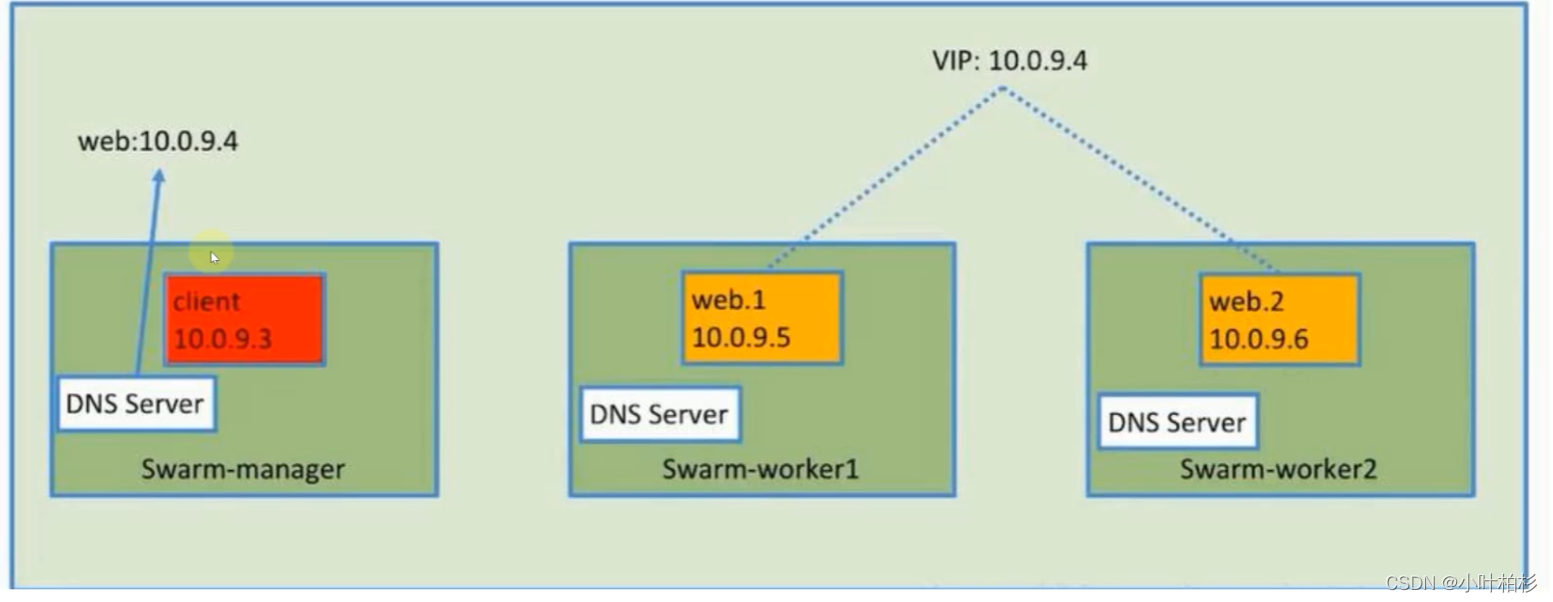 VIP: 10.0.9.4
web:10.0.9.4
client
10.0.9.3
DNS Server
Swarm-manager
web.1
10.0.9.5
DNS Server
Swarm-worker1
web.2
10.0.9.6
DNS Server
Swarm-worker2
CSDN @小叶柏杉